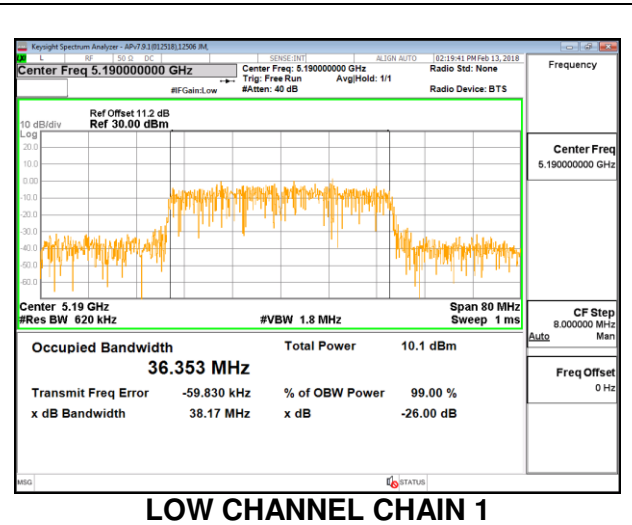 Keysight Spectrum Analyzer - APv7.9.1(012518),12506 JM,
L RF 50 Ω DC SENSE:INT ALIGN AUTO 02:19:41 PM Feb 13, 2018
Center Freq 5.190000000 GHz
Center Freq: 5.190000000 GHz
Radio Std: None
Trig: Free Run Avg|Hold: 1/1
#IFGain:Low #Atten: 40 dB Radio Device: BTS
Frequency
Ref Offset 11.2 dB
10 dB/div Ref 30.00 dBm
Log
20.0
10.0
0.00
-10.0
-20.0
-30.0
-40.0
-50.0
-60.0
Center 5.19 GHz Span 80 MHz
#Res BW 620 kHz #VBW 1.8 MHz Sweep 1 ms
Center Freq
5.190000000 GHz
CF Step
8.000000 MHz
Auto Man
Freq Offset
0 Hz
Occupied Bandwidth Total Power 10.1 dBm
36.353 MHz
Transmit Freq Error -59.830 kHz % of OBW Power 99.00 %
x dB Bandwidth 38.17 MHz x dB -26.00 dB
MSG STATUS
LOW CHANNEL CHAIN 1